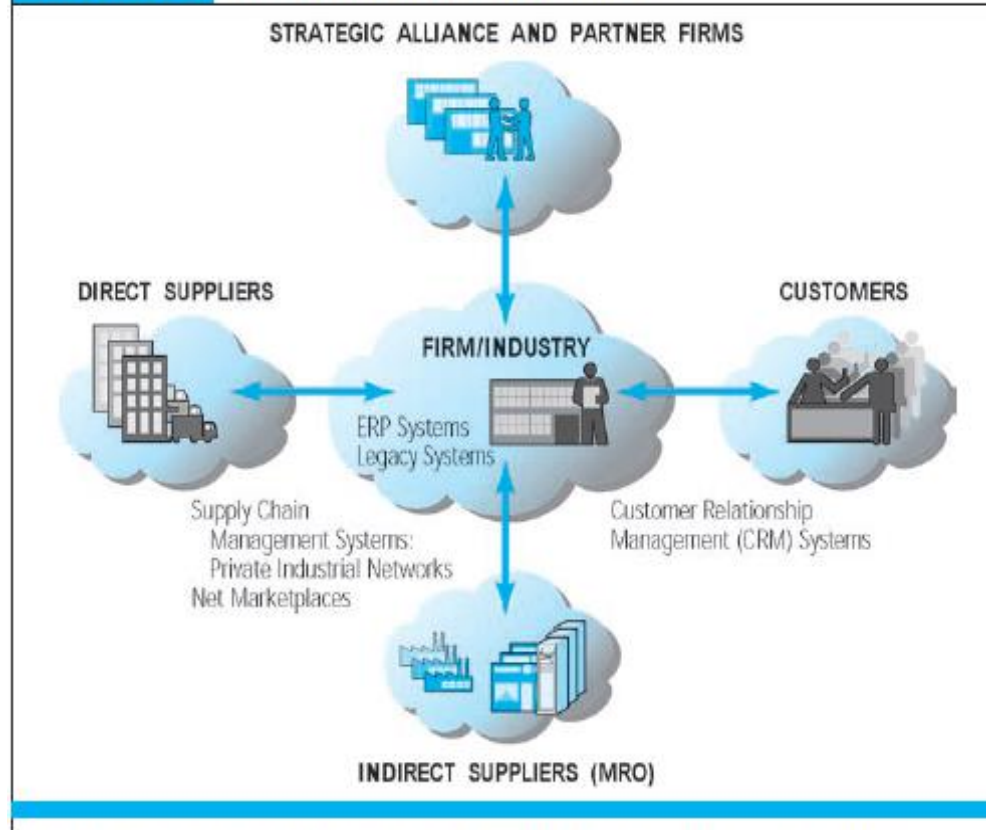 STRATEGIC ALLIANCE AND PARTNER FIRMS
DIRECT SUPPLIERS
CUSTOMERS
FIRM/INDUSTRY
ERP Systems
Legacy Systems
Supply Chain
Management Systems:
Private Industrial Networks
Net Marketplaces
Customer Relationship
Management (CRM) Systems
INDIRECT SUPPLIERS (MRO)